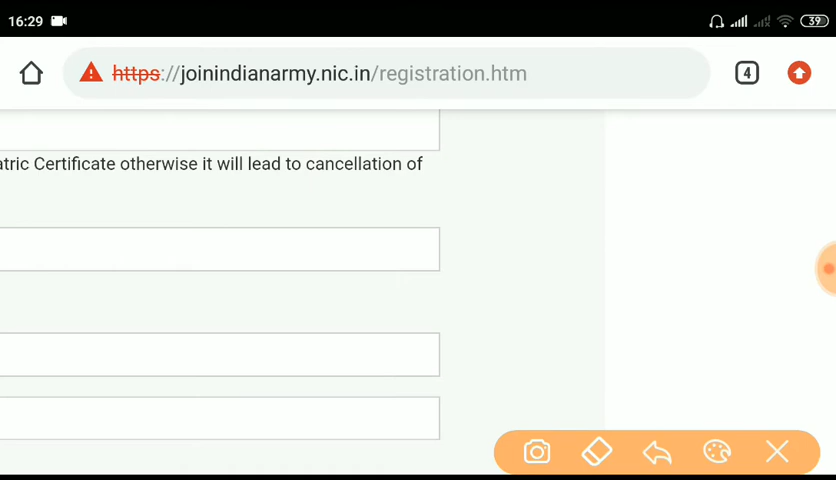 16:29
39
https://joinindianarmy.nic.in/registration.htm
4
atric Certificate otherwise it will lead to cancellation of